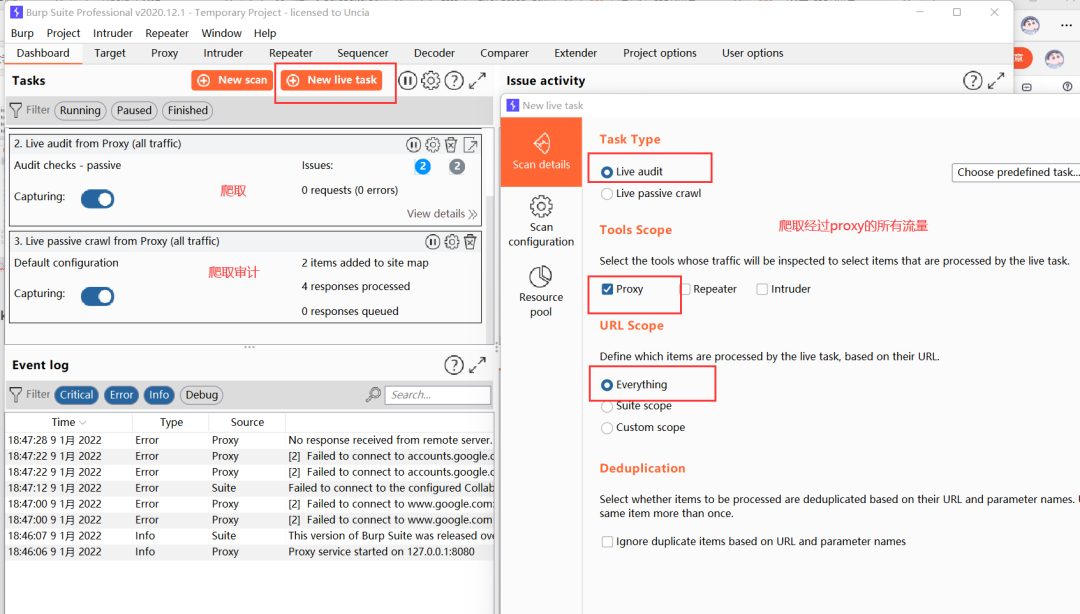 Burp Suite Professional v2020.12.1 - Temporary Project - licensed to Uncia
Burp Project Intruder Repeater Window Help
Dashboard Target Proxy Intruder Repeater Sequencer Decoder Comparer Extender Project options User options
Tasks
New scan
New live task
Filter Running Paused Finished
2. Live audit from Proxy (all traffic)
Audit checks - passive
Issues: 2 2
Capturing:
0 requests (0 errors)
爬取
View details
3. Live passive crawl from Proxy (all traffic)
Default configuration
2 items added to site map
爬取审计
Capturing:
4 responses processed
0 responses queued
Event log
Filter Critical Error Info Debug Search...
Time Type Source
18:47:28 9 1月 2022 Error Proxy No response received from remote server.
18:47:22 9 1月 2022 Error Proxy [2] Failed to connect to accounts.google.c
18:47:22 9 1月 2022 Error Proxy [2] Failed to connect to accounts.google.c
18:47:12 9 1月 2022 Error Suite Failed to connect to the configured Collab
18:47:00 9 1月 2022 Error Proxy [2] Failed to connect to www.google.com:
18:47:00 9 1月 2022 Error Proxy [2] Failed to connect to www.google.com
18:46:07 9 1月 2022 Info Suite This version of Burp Suite was released ove
18:46:06 9 1月 2022 Info Proxy Proxy service started on 127.0.0.1:8080
Issue activity
New live task
Scan details
Scan configuration
Resource pool
Task Type
Live audit
Choose predefined task...
Live passive crawl
爬取经过proxy的所有流量
Tools Scope
Select the tools whose traffic will be inspected to select items that are processed by the live task.
Proxy Repeater Intruder
URL Scope
Define which items are processed by the live task, based on their URL.
Everything
Suite scope
Custom scope
Deduplication
Select whether items to be processed are deduplicated based on their URL and parameter names. U
same item more than once.
Ignore duplicate items based on URL and parameter names